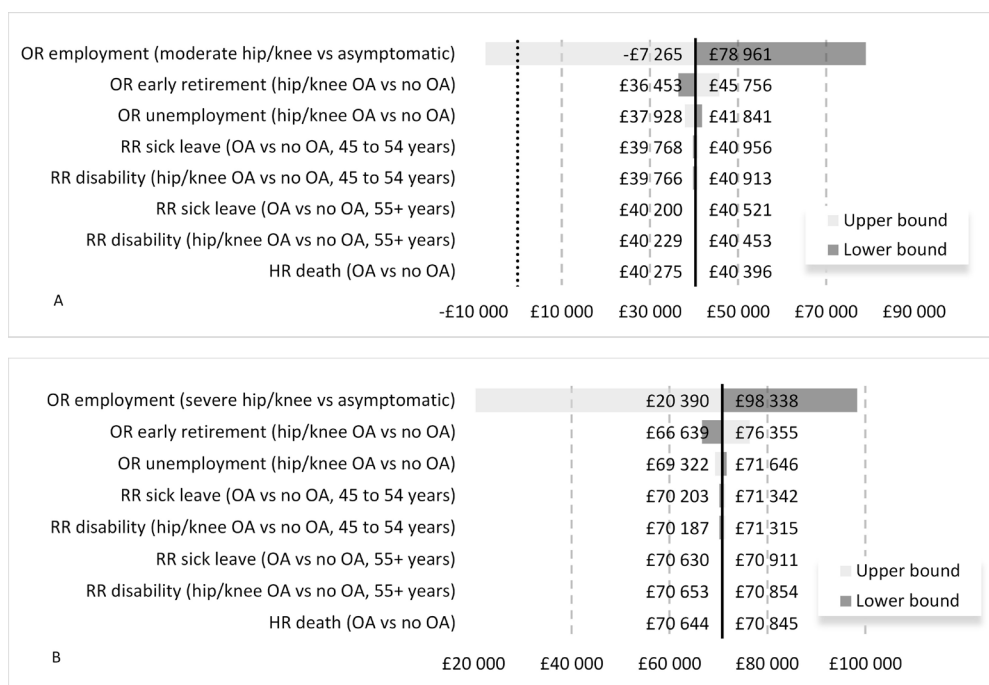 OR employment (moderate hip/knee vs asymptomatic) -£7 265 £78 961
OR early retirement (hip/knee OA vs no OA) £36 453 £45 756
OR unemployment (hip/knee OA vs no OA) £37 928 £41 841
RR sick leave (OA vs no OA, 45 to 54 years) £39 768 £40 956
RR disability (hip/knee OA vs no OA, 45 to 54 years) £39 766 £40 913
RR sick leave (OA vs no OA, 55+ years) £40 200 £40 521
Upper bound
RR disability (hip/knee OA vs no OA, 55+ years) £40 229 £40 453
Lower bound
HR death (OA vs no OA) £40 275 £40 396
A
-£10 000 £10 000 £30 000 £50 000 £70 000 £90 000
OR employment (severe hip/knee vs asymptomatic) £20 390 £98 338
OR early retirement (hip/knee OA vs no OA) £66 639 £76 355
OR unemployment (hip/knee OA vs no OA) £69 322 £71 646
RR sick leave (OA vs no OA, 45 to 54 years) £70 203 £71 342
RR disability (hip/knee OA vs no OA, 45 to 54 years) £70 187 £71 315
RR sick leave (OA vs no OA, 55+ years) £70 630 £70 911
Upper bound
RR disability (hip/knee OA vs no OA, 55+ years) £70 653 £70 854
Lower bound
HR death (OA vs no OA) £70 644 £70 845
B
£20 000 £40 000 £60 000 £80 000 £100 000